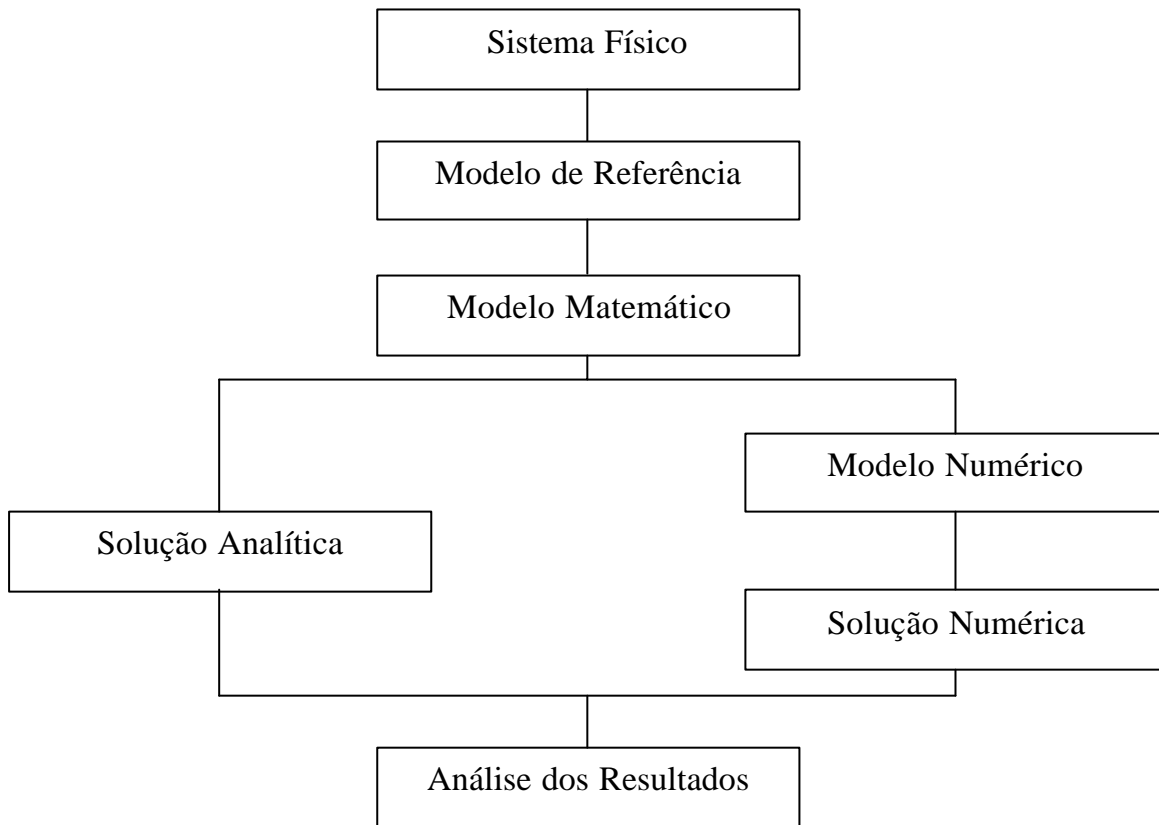 Sistema Físico
Modelo de Referência
Modelo Matemático
Modelo Numérico
Solução Analítica
Solução Numérica
Análise dos Resultados